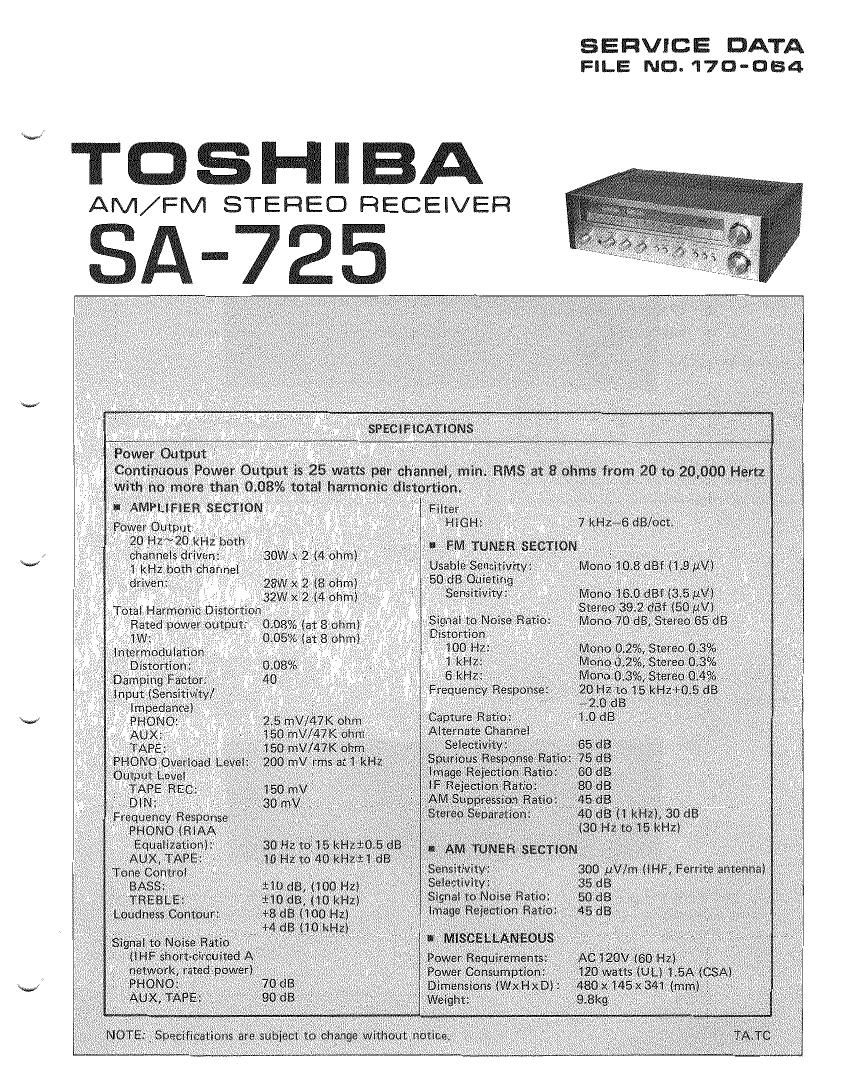 SERVICE DATA
FILE NO. 170-064
TOSHIBA
AM/FM STEREO RECEIVER
SA-725
SPECIFICATIONS
Power Output
Continuous Power Output is 25 watts per channel, min. RMS at 8 ohms from 20 to 20,000 Hertz
with no more than 0.08% total harmonic distortion.
■ AMPLIFIER SECTION
Power Output
20 Hz~20 kHz both
channels driven: 30W x 2 (4 ohm)
1 kHz both channel
driven: 28W x 2 (8 ohm)
32W x 2 (4 ohm)
Total Harmonic Distortion
Rated power output: 0.08% (at 8 ohm)
1W: 0.05% (at 8 ohm)
Intermodulation
Distortion: 0.08%
Damping Factor: 40
Input (Sensitivity/
Impedance)
PHONO: 2.5 mV/47K ohm
AUX: 150 mV/47K ohm
TAPE: 150 mV/47K ohm
PHONO Overload Level: 200 mV rms at 1 kHz
Output Level
TAPE REC: 150 mV
DIN: 30 mV
Frequency Response
PHONO (RIAA
Equalization): 30 Hz to 15 kHz±0.5 dB
AUX, TAPE: 10 Hz to 40 kHz±1 dB
Tone Control
BASS: ±10 dB, (100 Hz)
TREBLE: ±10 dB, (10 kHz)
Loudness Contour: +8 dB (100 Hz)
+4 dB (10 kHz)
Signal to Noise Ratio
(IHF short-circuited A
network, rated power)
PHONO: 70 dB
AUX, TAPE: 90 dB
Filter
HIGH: 7 kHz–6 dB/oct.
■ FM TUNER SECTION
Usable Sensitivity: Mono 10.8 dBf (1.9 μV)
50 dB Quieting
Sensitivity: Mono 16.0 dBf (3.5 μV)
Stereo 39.2 dBf (50 μV)
Signal to Noise Ratio: Mono 70 dB, Stereo 65 dB
Distortion
100 Hz: Mono 0.2%, Stereo 0.3%
1 kHz: Mono 0.2%, Stereo 0.3%
6 kHz: Mono 0.3%, Stereo 0.4%
Frequency Response: 20 Hz to 15 kHz+0.5 dB
–2.0 dB
Capture Ratio: 1.0 dB
Alternate Channel
Selectivity: 65 dB
Spurious Response Ratio: 75 dB
Image Rejection Ratio: 60 dB
IF Rejection Ratio: 80 dB
AM Suppression Ratio: 45 dB
Stereo Separation: 40 dB (1 kHz), 30 dB
(30 Hz to 15 kHz)
■ AM TUNER SECTION
Sensitivity: 300 μV/m (IHF, Ferrite antenna)
Selectivity: 35 dB
Signal to Noise Ratio: 50 dB
Image Rejection Ratio: 45 dB
■ MISCELLANEOUS
Power Requirements: AC 120V (60 Hz)
Power Consumption: 120 watts (UL) 1.5A (CSA)
Dimensions (WxHxD): 480 x 145 x 341 (mm)
Weight: 9.8kg
NOTE: Specifications are subject to change without notice. TA.TC